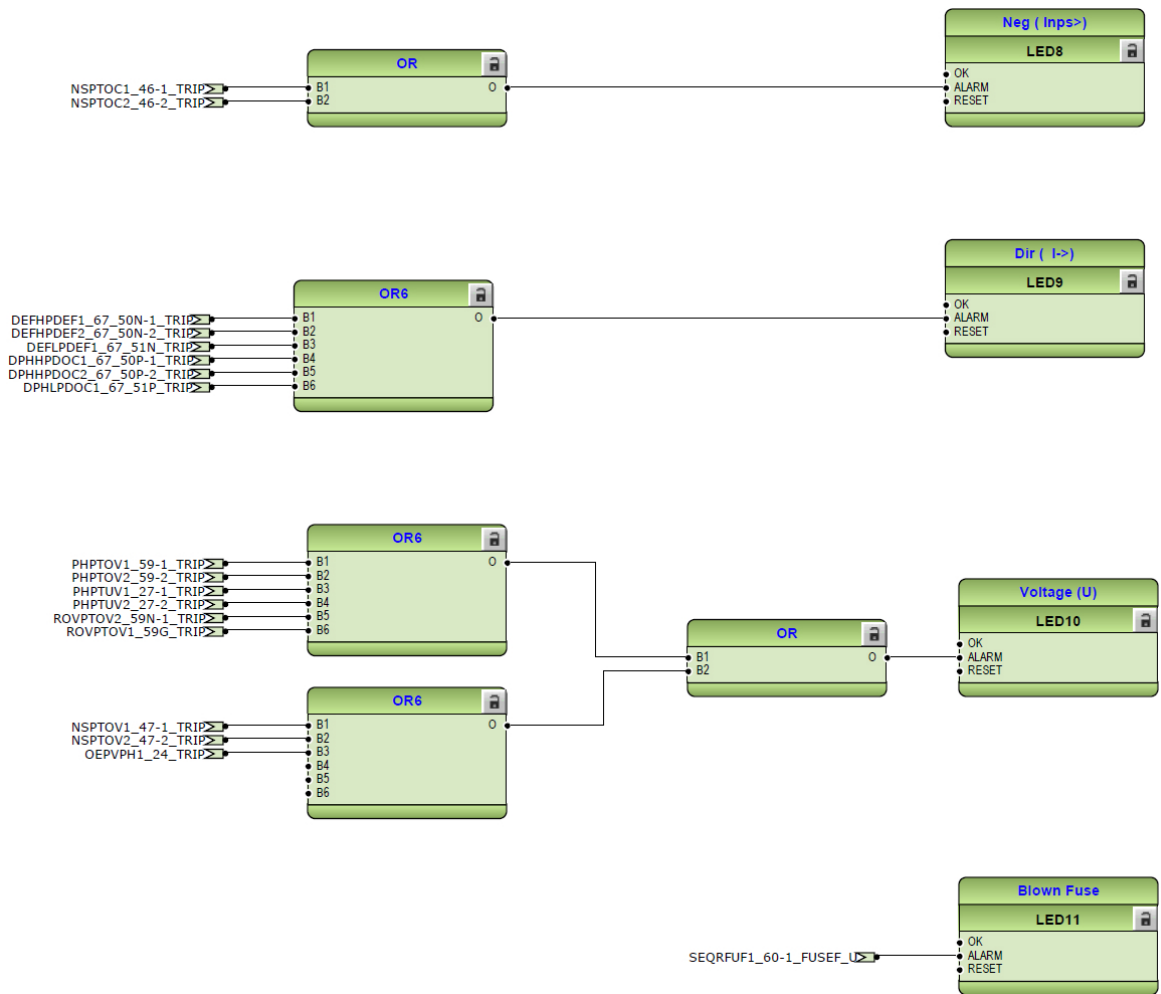 Neg ( Inps>)
LED8
OK
ALARM
RESET
OR
B1
B2
O
NSPTOC1_46-1_TRIP
NSPTOC2_46-2_TRIP
Dir (  I->)
LED9
OK
ALARM
RESET
OR6
B1
B2
B3
B4
B5
B6
O
DEFHPDEF1_67_50N-1_TRIP
DEFHPDEF2_67_50N-2_TRIP
DEFLPDEF1_67_51N_TRIP
DPHHPDOC1_67_50P-1_TRIP
DPHHPDOC2_67_50P-2_TRIP
DPHLPDOC1_67_51P_TRIP
OR6
B1
B2
B3
B4
B5
B6
O
PHPTOV1_59-1_TRIP
PHPTOV2_59-2_TRIP
PHPTUV1_27-1_TRIP
PHPTUV2_27-2_TRIP
ROVPTOV2_59N-1_TRIP
ROVPTOV1_59G_TRIP
Voltage (U)
LED10
OK
ALARM
RESET
OR
B1
B2
O
OR6
B1
B2
B3
B4
B5
B6
O
NSPTOV1_47-1_TRIP
NSPTOV2_47-2_TRIP
OEPVPH1_24_TRIP
Blown Fuse
LED11
OK
ALARM
RESET
SEQRFUF1_60-1_FUSEF_U